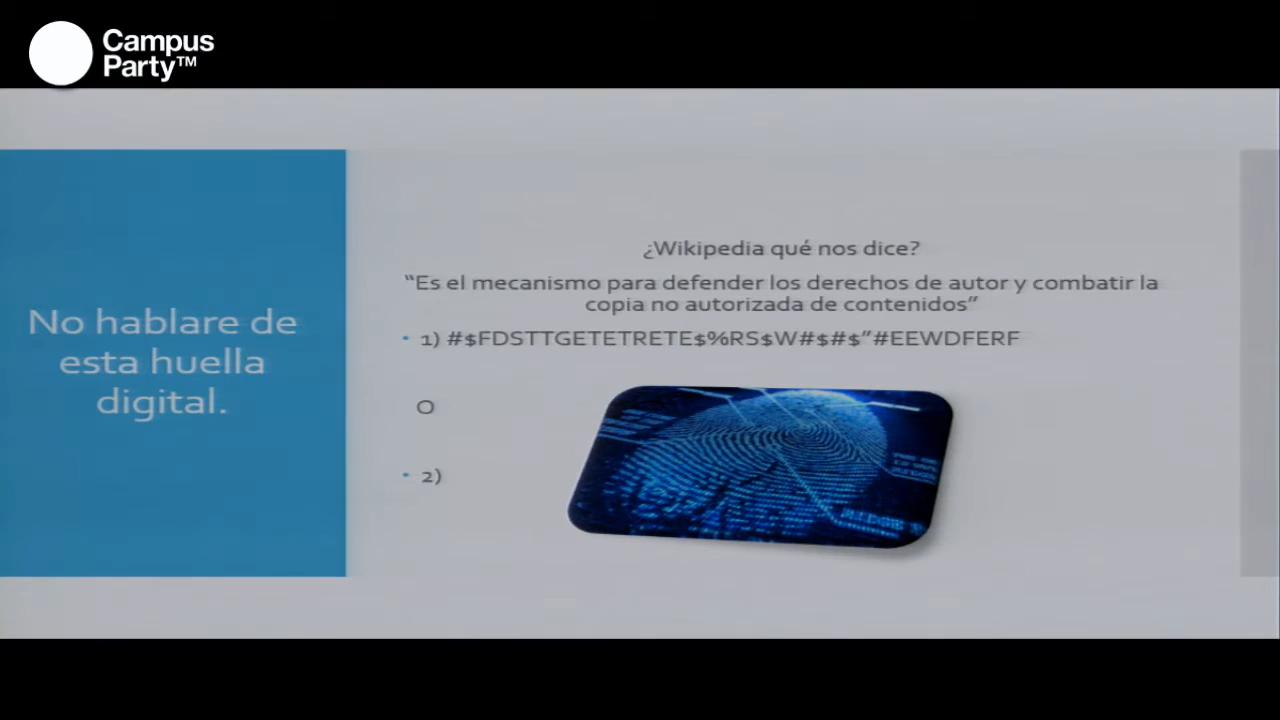 Campus
Party™
No hablare de
esta huella
digital.
¿Wikipedia qué nos dice?
“Es el mecanismo para defender los derechos de autor y combatir la
copia no autorizada de contenidos”
• 1) #$FDSTTGETETRETE$%RS$W#$#$”#EEWDFERF
O
• 2)